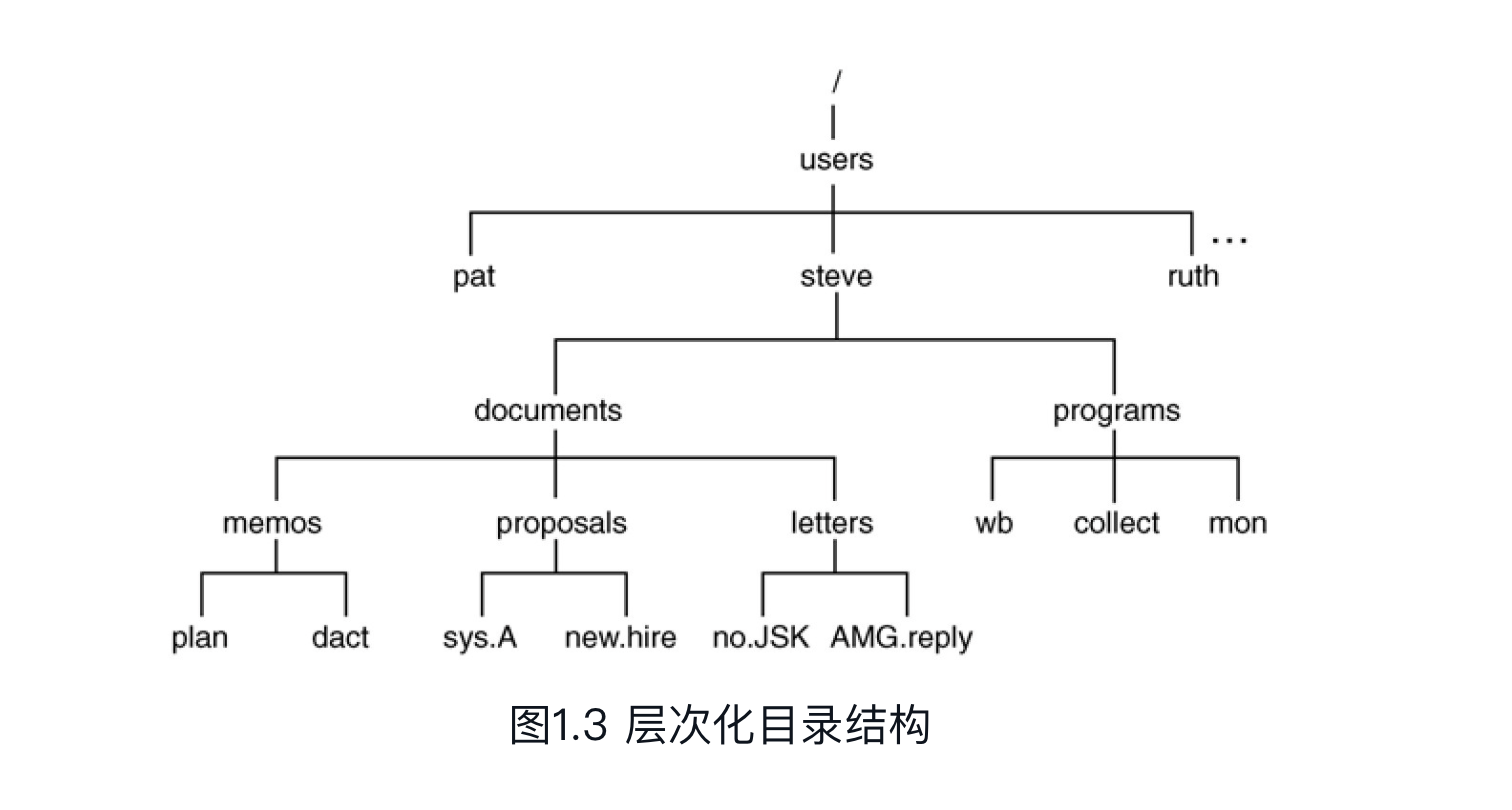 /
users
...
pat steve ruth
documents programs
memos proposals letters wb collect mon
plan dact sys.A new.hire no.JSK AMG.reply
图1.3 层次化目录结构